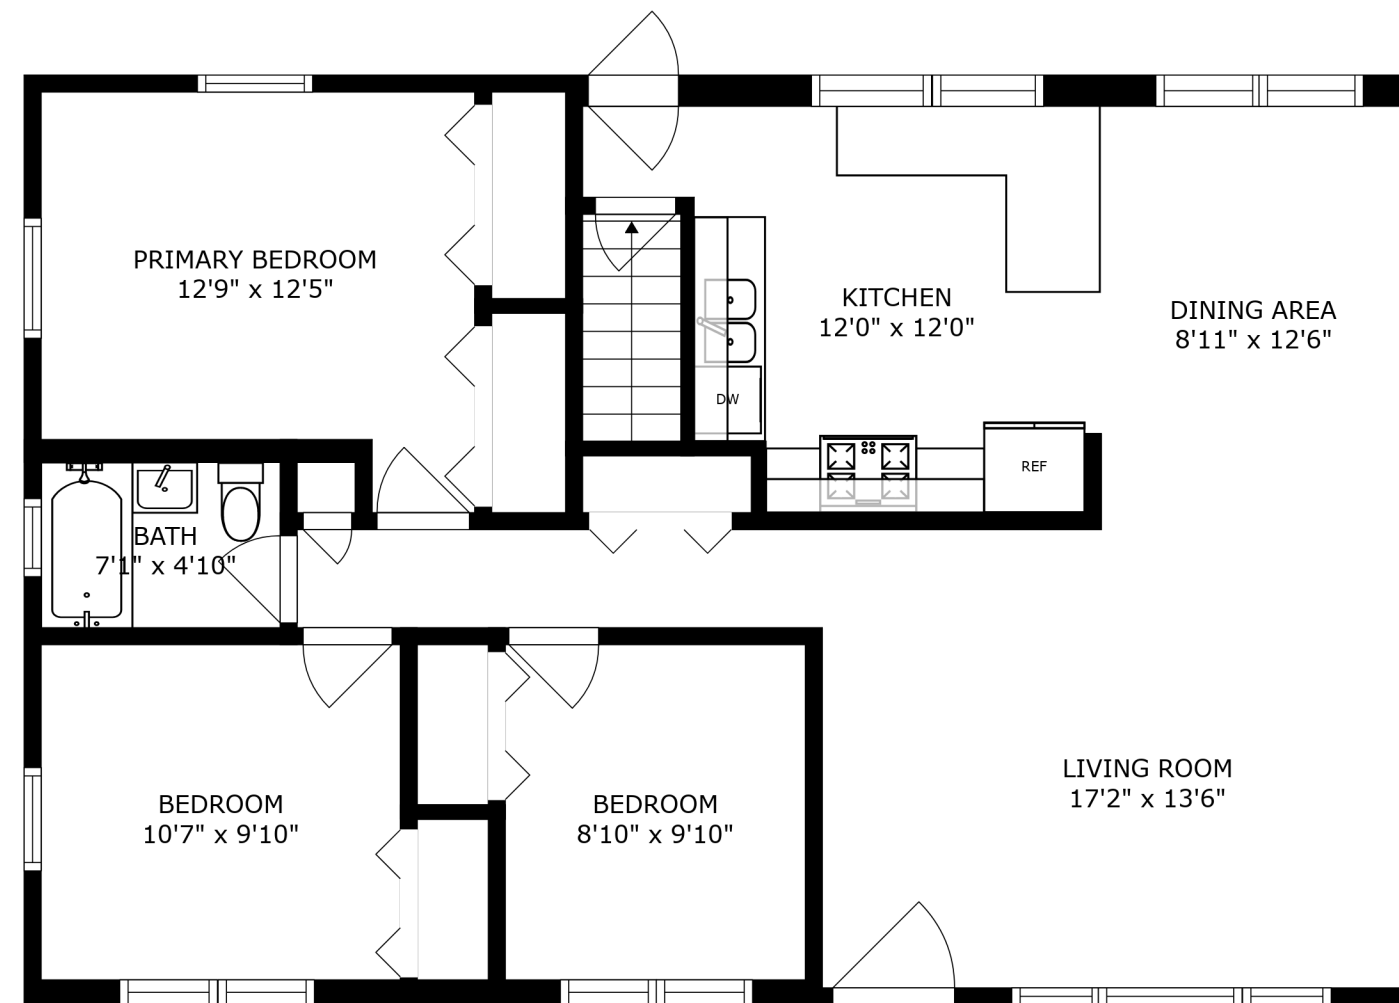 PRIMARY BEDROOM
12'9" x 12'5"
KITCHEN
12'0" x 12'0"
DINING AREA
8'11" x 12'6"
DW
REF
BATH
7'1" x 4'10"
BEDROOM
10'7" x 9'10"
BEDROOM
8'10" x 9'10"
LIVING ROOM
17'2" x 13'6"